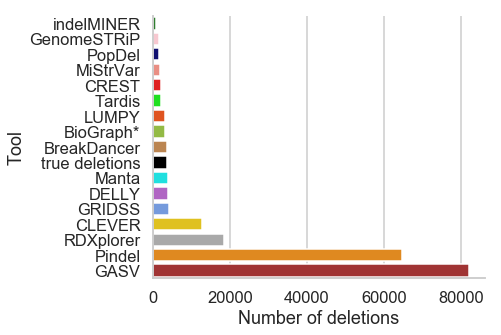 indelMINER
GenomeSTRiP
PopDel
MiStrVar
CREST
Tardis
LUMPY
BioGraph*
BreakDancer
true deletions
Manta
DELLY
GRIDSS
CLEVER
RDXplorer
Pindel
GASV
Tool
0 20000 40000 60000 80000
Number of deletions